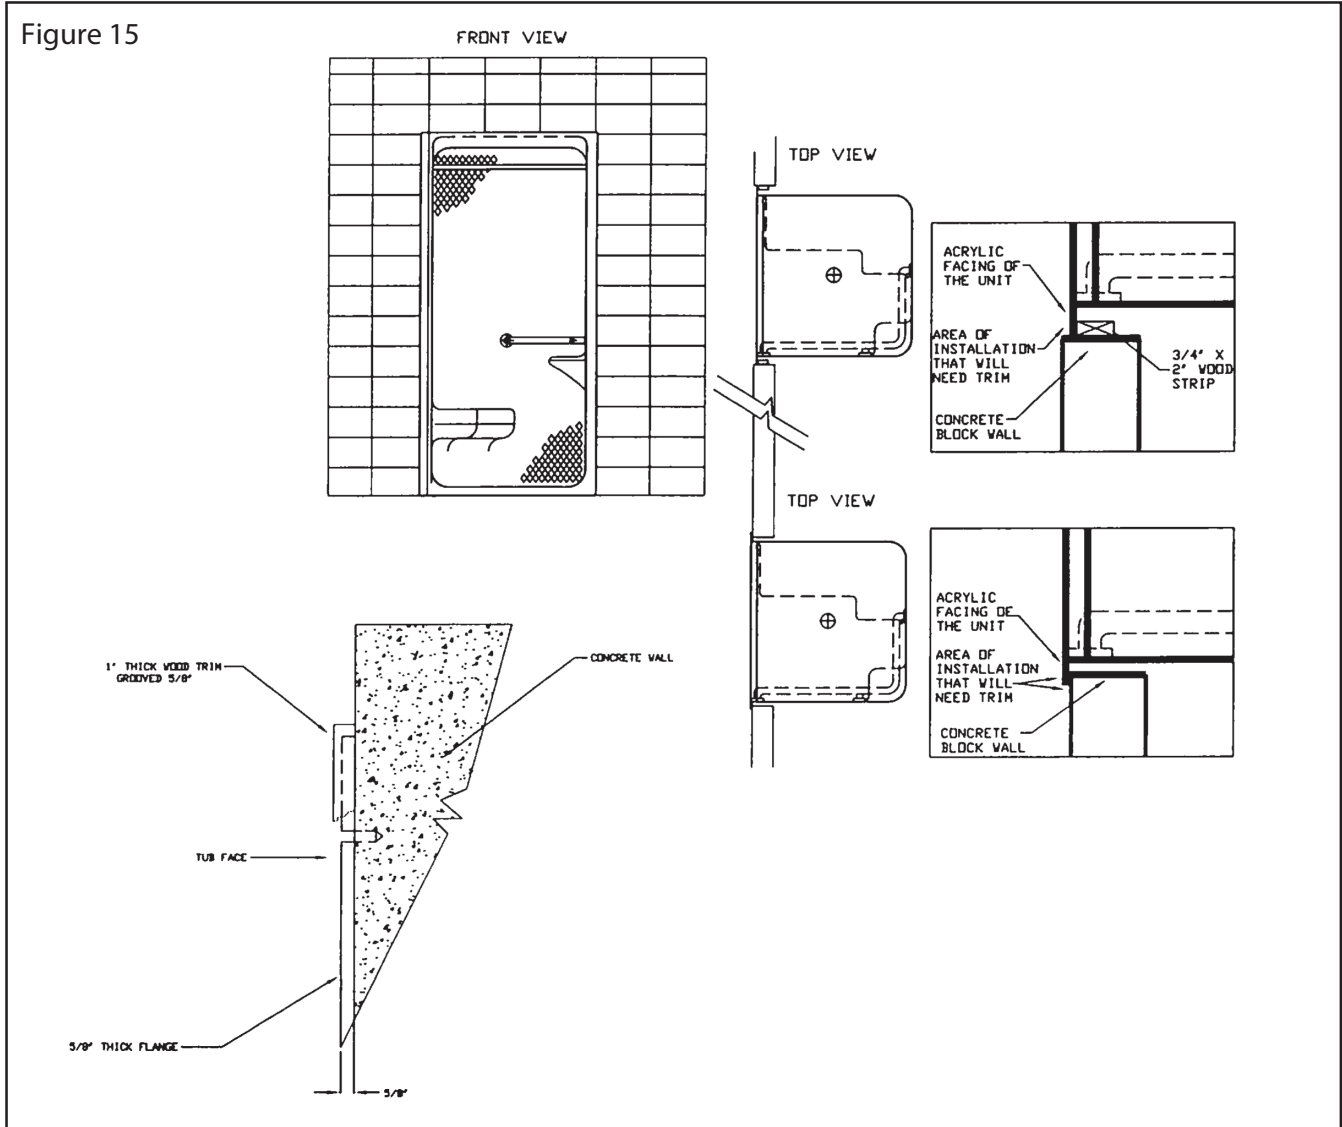 Figure 15
FRONT VIEW
TOP VIEW
ACRYLIC
FACING OF
THE UNIT
AREA OF
INSTALLATION
THAT WILL
NEED TRIM
3/4" X
2" WOOD
STRIP
CONCRETE
BLOCK WALL
TOP VIEW
ACRYLIC
FACING OF
THE UNIT
AREA OF
INSTALLATION
THAT WILL
NEED TRIM
CONCRETE
BLOCK WALL
1" THICK WOOD TRIM
GROOVED 5/8"
CONCRETE WALL
TUB FACE
5/8" THICK FLANGE
5/8"